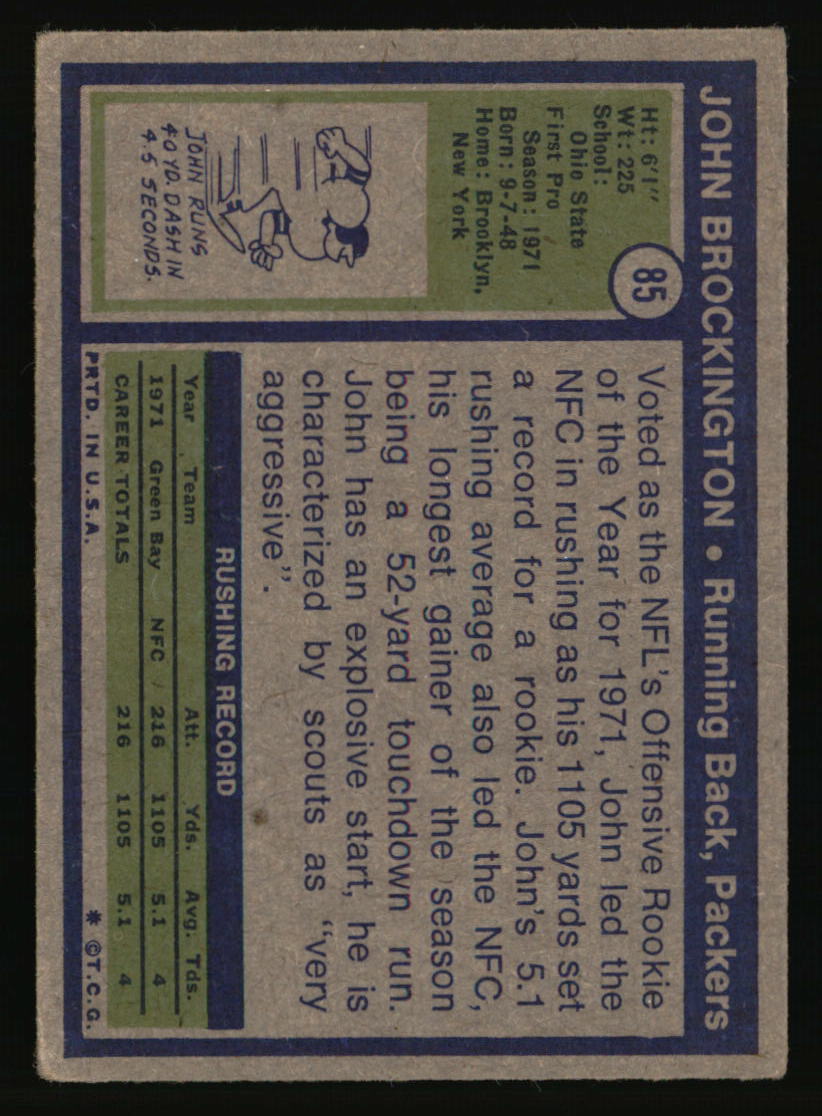 JOHN BROCKINGTON • Running Back, Packers
85
Ht: 6'1"
Wt: 225
School:
Ohio State
First Pro
Season: 1971
Born: 9-7-48
Home: Brooklyn,
New York
JOHN RUNS
40 YD. DASH IN
4.5 SECONDS.
Voted as the NFL's Offensive Rookie
of the Year for 1971, John led the
NFC in rushing as his 1105 yards set
a record for a rookie. John's 5.1
rushing average also led the NFC,
his longest gainer of the season
being a 52-yard touchdown run.
John has an explosive start, he is
characterized by scouts as "very
aggressive".
RUSHING RECORD
Year Team Att. Yds. Avg. Tds.
1971 Green Bay NFC 216 1105 5.1 4
CAREER TOTALS 216 1105 5.1 4
PRTD. IN U.S.A. * ©T.C.G.